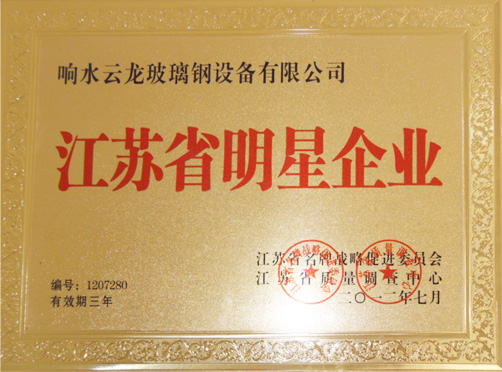 响水云龙玻璃钢设备有限公司
江苏省明星企业
江苏省名牌战略促进委员会
江苏省质量调查中心
二〇一二年七月
编号：1207280
有效期三年